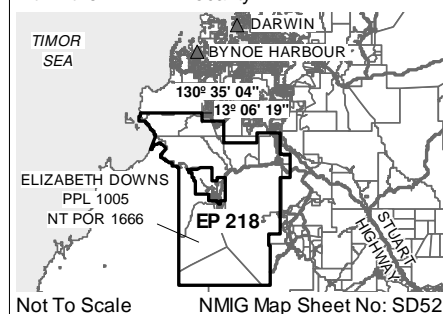 DARWIN
BYNOE HARBOUR
TIMOR
SEA
130º 35' 04"
13º 06' 19"
ELIZABETH DOWNS
PPL 1005
NT POR 1666
EP 218
STUART
HIGHWAY
Not To Scale
NMIG Map Sheet No: SD52